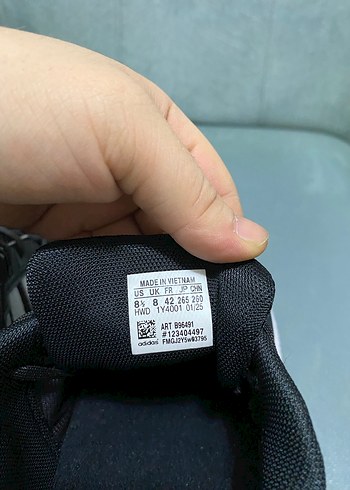 MADE IN VIETNAM
US UK FR JP CHN
8½ 8 42 265 260
HWD 1Y4001 01/25
ART B96491
#123404497
adidas FMGJ2Y5w03795